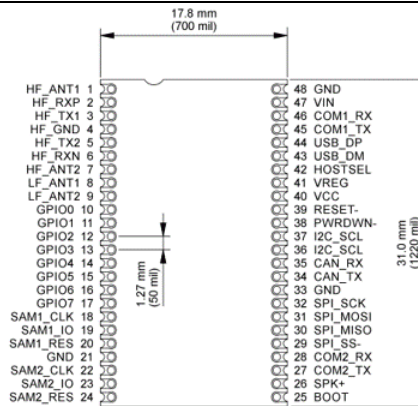 17.8 mm
(700 mil)
HF_ANT1 1
HF_RXP 2
HF_TX1 3
HF_GND 4
HF_TX2 5
HF_RXN 6
HF_ANT2 7
LF_ANT1 8
LF_ANT2 9
GPIO0 10
GPIO1 11
GPIO2 12
GPIO3 13
GPIO4 14
GPIO5 15
GPIO6 16
GPIO7 17
SAM1_CLK 18
SAM1_IO 19
SAM1_RES 20
GND 21
SAM2_CLK 22
SAM2_IO 23
SAM2_RES 24
1.27 mm
(50 mil)
48 GND
47 VIN
46 COM1_RX
45 COM1_TX
44 USB_DP
43 USB_DM
42 HOSTSEL
41 VREG
40 VCC
39 RESET-
38 PWRDWN-
37 I2C_SCL
36 I2C_SCL
35 CAN_RX
34 CAN_TX
33 GND
32 SPI_SCK
31 SPI_MOSI
30 SPI_MISO
29 SPI_SS-
28 COM2_RX
27 COM2_TX
26 SPK+
25 BOOT
31.0 mm
(1220 mil)